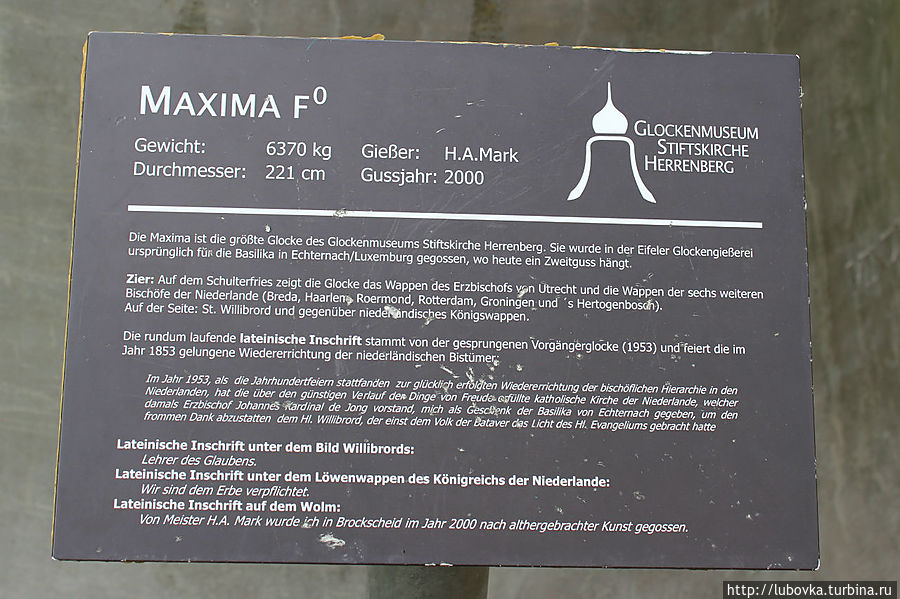 MAXIMA F⁰
Gewicht: 6370 kg Gießer: H.A.Mark
Durchmesser: 221 cm Gussjahr: 2000
GLOCKENMUSEUM
STIFTSKIRCHE
HERRENBERG
Die Maxima ist die größte Glocke des Glockenmuseums Stiftskirche Herrenberg. Sie wurde in der Eifeler Glockengießerei
ursprünglich für die Basilika in Echternach/Luxemburg gegossen, wo heute ein Zweitguss hängt.
Zier: Auf dem Schulterfries zeigt die Glocke das Wappen des Erzbischofs von Utrecht und die Wappen der sechs weiteren
Bischöfe der Niederlande (Breda, Haarlem, Roermond, Rotterdam, Groningen und ´s Hertogenbosch).
Auf der Seite: St. Willibrord und gegenüber niederländisches Königswappen.
Die rundum laufende lateinische Inschrift stammt von der gesprungenen Vorgängerglocke (1953) und feiert die im
Jahr 1853 gelungene Wiedererrichtung der niederländischen Bistümer:
Im Jahr 1953, als die Jahrhundertfeiern stattfanden zur glücklich erfolgten Wiedererrichtung der bischöflichen Hierarchie in den
Niederlanden, hat die über den günstigen Verlauf der Dinge von Freude erfüllte katholische Kirche der Niederlande, welcher
damals Erzbischof Johannes Kardinal de Jong vorstand, mich als Geschenk der Basilika von Echternach gegeben, um den
frommen Dank abzustatten dem Hl. Willibrord, der einst dem Volk der Bataver das Licht des Hl. Evangeliums gebracht hatte
Lateinische Inschrift unter dem Bild Willibrords:
Lehrer des Glaubens.
Lateinische Inschrift unter dem Löwenwappen des Königreichs der Niederlande:
Wir sind dem Erbe verpflichtet.
Lateinische Inschrift auf dem Wolm:
Von Meister H.A. Mark wurde ich in Brockscheid im Jahr 2000 nach althergebrachter Kunst gegossen.
http://lubovka.turbina.ru